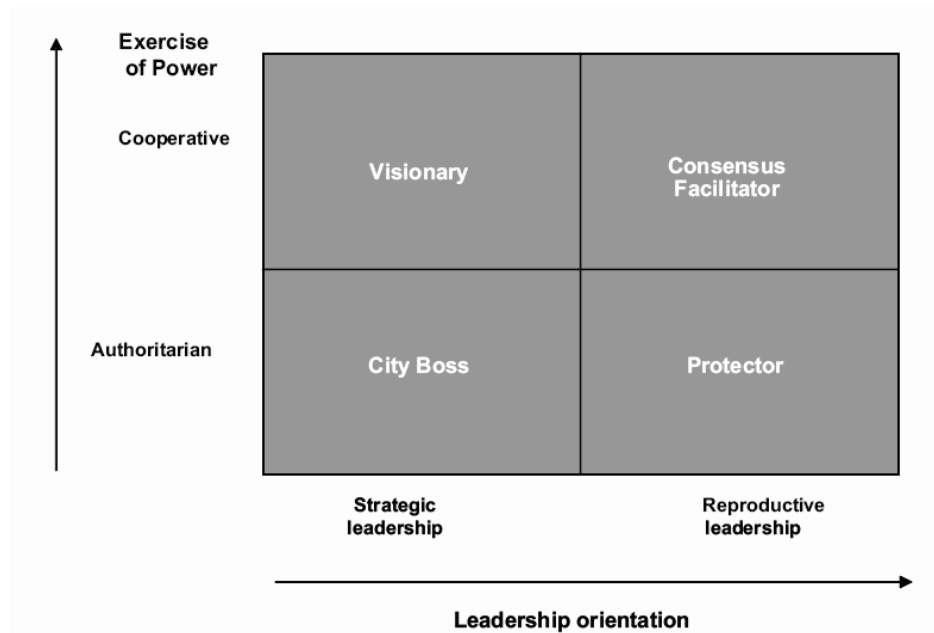 Exercise
of Power
Cooperative
Visionary
Consensus
Facilitator
Authoritarian
City Boss
Protector
Strategic
leadership
Reproductive
leadership
Leadership orientation